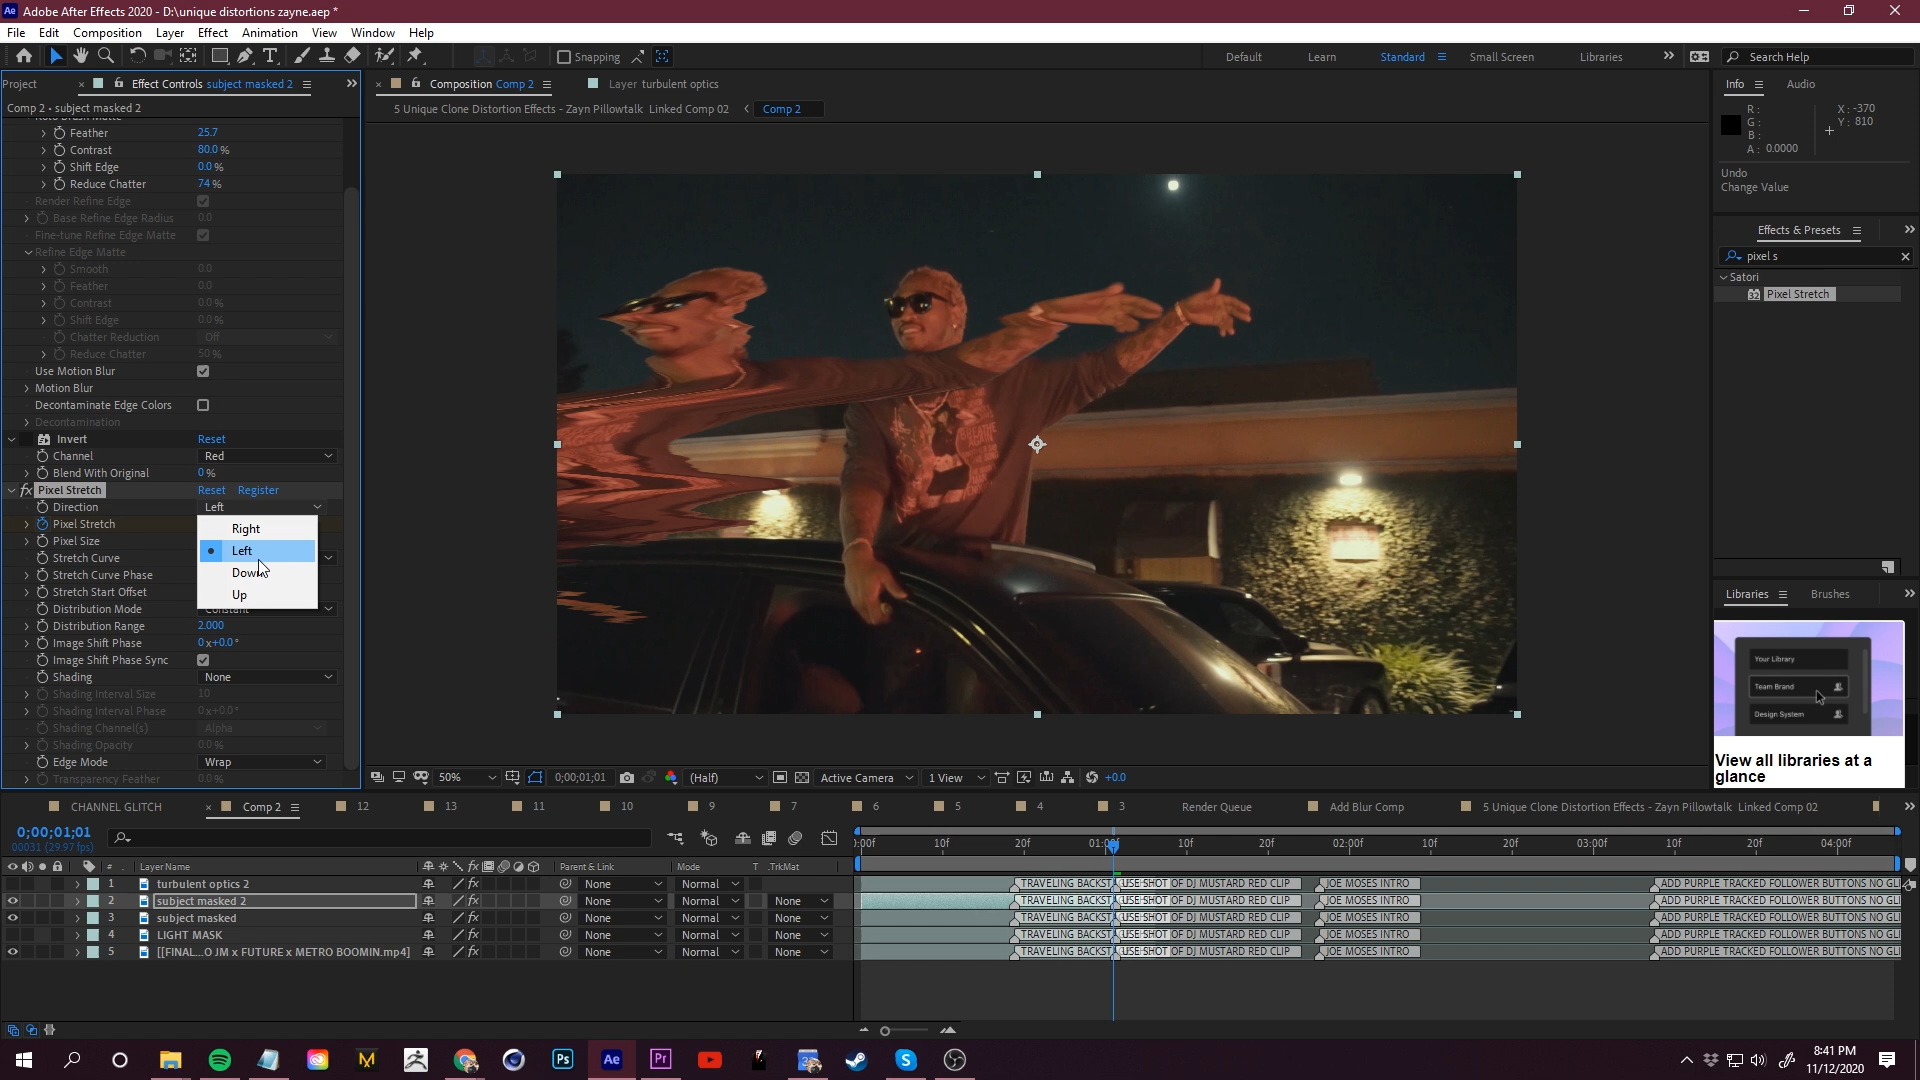 Ae Adobe After Effects 2020 - D:\unique distortions zayne.aep *
File Edit Composition Layer Effect Animation View Window Help
Snapping
Default Learn Standard Small Screen Libraries Search Help
Project Effect Controls subject masked 2
Comp 2 • subject masked 2
Feather 25.7
Contrast 80.0 %
Shift Edge 0.0 %
Reduce Chatter 74 %
Render Refine Edge
Base Refine Edge Radius 0.0
Fine-tune Refine Edge Matte
Refine Edge Matte
Smooth 0.0
Feather 0.0
Contrast 0.0 %
Shift Edge 0.0 %
Chatter Reduction Off
Reduce Chatter 50 %
Use Motion Blur
Motion Blur
Decontaminate Edge Colors
Decontamination
Invert Reset
Channel Red
Blend With Original 0 %
fx Pixel Stretch Reset Register
Direction Left
Pixel Stretch
Pixel Size
Stretch Curve
Stretch Curve Phase
Stretch Start Offset
Distribution Mode Constant
Distribution Range 2.000
Image Shift Phase 0x+0.0°
Image Shift Phase Sync
Shading None
Shading Interval Size 10
Shading Interval Phase 0x+0.0°
Shading Channel(s) Alpha
Shading Opacity 0.0 %
Edge Mode Wrap
Transparency Feather 0.0 %
Right
Left
Down
Up
Composition Comp 2 Layer turbulent optics
5 Unique Clone Distortion Effects - Zayn Pillowtalk Linked Comp 02 Comp 2
50% 0;00;01;01 (Half) Active Camera 1 View +0.0
Info Audio
R :
G :
B :
A : 0.0000
X : -370
Y : 810
Undo
Change Value
Effects & Presets
pixel s
Satori
32 Pixel Stretch
Libraries Brushes
Your Library
Team Brand
Design System
View all libraries at a
glance
CHANNEL GLITCH Comp 2 12 13 11 10 9 7 6 5 4 3 Render Queue Add Blur Comp 5 Unique Clone Distortion Effects - Zayn Pillowtalk Linked Comp 02
0;00;01;01
00031 (29.97 fps)
10f 20f 10f 20f 02:00f 10f 20f 03:00f 10f 20f 04:00f
# Layer Name fx Parent & Link Mode T .TrkMat
1 turbulent optics 2 fx None Normal
2 subject masked 2 fx None Normal None
3 subject masked fx None Normal None
4 LIGHT MASK fx None Normal None
5 [[FINAL...O JM x FUTURE x METRO BOOMIN.mp4] fx None Normal None
TRAVELING BACKST USE SHOT OF DJ MUSTARD RED CLIP JOE MOSES INTRO ADD PURPLE TRACKED FOLLOWER BUTTONS NO GLI
TRAVELING BACKST USE SHOT OF DJ MUSTARD RED CLIP JOE MOSES INTRO ADD PURPLE TRACKED FOLLOWER BUTTONS NO GLI
TRAVELING BACKST USE SHOT OF DJ MUSTARD RED CLIP JOE MOSES INTRO ADD PURPLE TRACKED FOLLOWER BUTTONS NO GLI
TRAVELING BACKST USE SHOT OF DJ MUSTARD RED CLIP JOE MOSES INTRO ADD PURPLE TRACKED FOLLOWER BUTTONS NO GLI
TRAVELING BACKST USE SHOT OF DJ MUSTARD RED CLIP JOE MOSES INTRO ADD PURPLE TRACKED FOLLOWER BUTTONS NO GLI
Ps Ae Pr
8:41 PM
11/12/2020